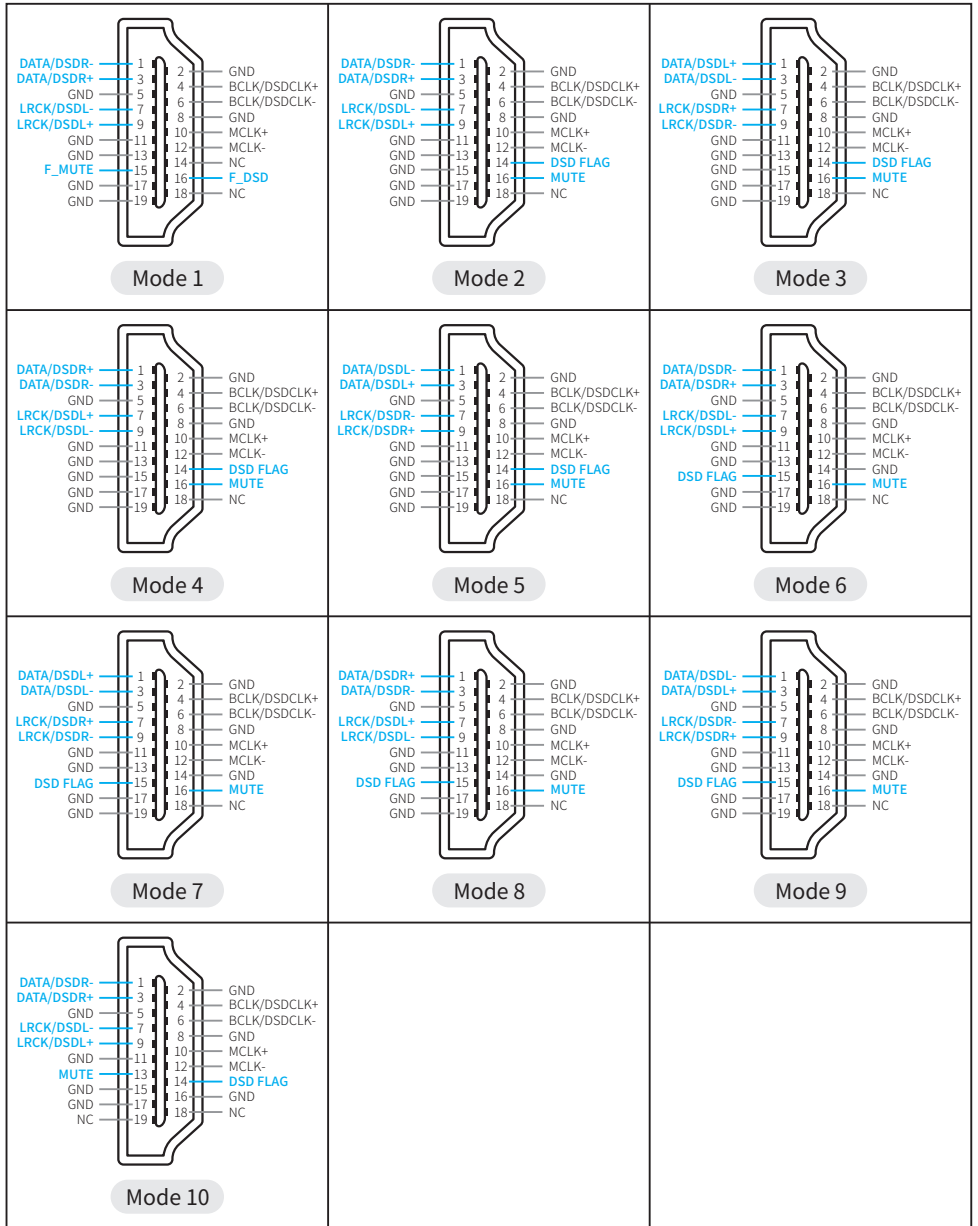 DATA/DSDR- 1
2 GND
DATA/DSDR+ 3
4 BCLK/DSDCLK+
GND 5
6 BCLK/DSDCLK-
LRCK/DSDL- 7
8 GND
LRCK/DSDL+ 9
10 MCLK+
GND 11
12 MCLK-
GND 13
14 NC
F_MUTE 15
16 F_DSD
GND 17
18 NC
GND 19
Mode 1
DATA/DSDR- 1
2 GND
DATA/DSDR+ 3
4 BCLK/DSDCLK+
GND 5
6 BCLK/DSDCLK-
LRCK/DSDL- 7
8 GND
LRCK/DSDL+ 9
10 MCLK+
GND 11
12 MCLK-
GND 13
14 DSD FLAG
GND 15
16 MUTE
GND 17
18 NC
GND 19
Mode 2
DATA/DSDL+ 1
2 GND
DATA/DSDL- 3
4 BCLK/DSDCLK+
GND 5
6 BCLK/DSDCLK-
LRCK/DSDR+ 7
8 GND
LRCK/DSDR- 9
10 MCLK+
GND 11
12 MCLK-
GND 13
14 DSD FLAG
GND 15
16 MUTE
GND 17
18 NC
GND 19
Mode 3
DATA/DSDR+ 1
2 GND
DATA/DSDR- 3
4 BCLK/DSDCLK+
GND 5
6 BCLK/DSDCLK-
LRCK/DSDL+ 7
8 GND
LRCK/DSDL- 9
10 MCLK+
GND 11
12 MCLK-
GND 13
14 DSD FLAG
GND 15
16 MUTE
GND 17
18 NC
GND 19
Mode 4
DATA/DSDL- 1
2 GND
DATA/DSDL+ 3
4 BCLK/DSDCLK+
GND 5
6 BCLK/DSDCLK-
LRCK/DSDR- 7
8 GND
LRCK/DSDR+ 9
10 MCLK+
GND 11
12 MCLK-
GND 13
14 DSD FLAG
GND 15
16 MUTE
GND 17
18 NC
GND 19
Mode 5
DATA/DSDR- 1
2 GND
DATA/DSDR+ 3
4 BCLK/DSDCLK+
GND 5
6 BCLK/DSDCLK-
LRCK/DSDL- 7
8 GND
LRCK/DSDL+ 9
10 MCLK+
GND 11
12 MCLK-
GND 13
14 GND
DSD FLAG 15
16 MUTE
GND 17
18 NC
GND 19
Mode 6
DATA/DSDL+ 1
2 GND
DATA/DSDL- 3
4 BCLK/DSDCLK+
GND 5
6 BCLK/DSDCLK-
LRCK/DSDR+ 7
8 GND
LRCK/DSDR- 9
10 MCLK+
GND 11
12 MCLK-
GND 13
14 GND
DSD FLAG 15
16 MUTE
GND 17
18 NC
GND 19
Mode 7
DATA/DSDR+ 1
2 GND
DATA/DSDR- 3
4 BCLK/DSDCLK+
GND 5
6 BCLK/DSDCLK-
LRCK/DSDL+ 7
8 GND
LRCK/DSDL- 9
10 MCLK+
GND 11
12 MCLK-
GND 13
14 GND
DSD FLAG 15
16 MUTE
GND 17
18 NC
GND 19
Mode 8
DATA/DSDL- 1
2 GND
DATA/DSDL+ 3
4 BCLK/DSDCLK+
GND 5
6 BCLK/DSDCLK-
LRCK/DSDR- 7
8 GND
LRCK/DSDR+ 9
10 MCLK+
GND 11
12 MCLK-
GND 13
14 GND
DSD FLAG 15
16 MUTE
GND 17
18 NC
GND 19
Mode 9
DATA/DSDR- 1
2 GND
DATA/DSDR+ 3
4 BCLK/DSDCLK+
GND 5
6 BCLK/DSDCLK-
LRCK/DSDL- 7
8 GND
LRCK/DSDL+ 9
10 MCLK+
GND 11
12 MCLK-
MUTE 13
14 DSD FLAG
GND 15
16 GND
GND 17
18 NC
NC 19
Mode 10